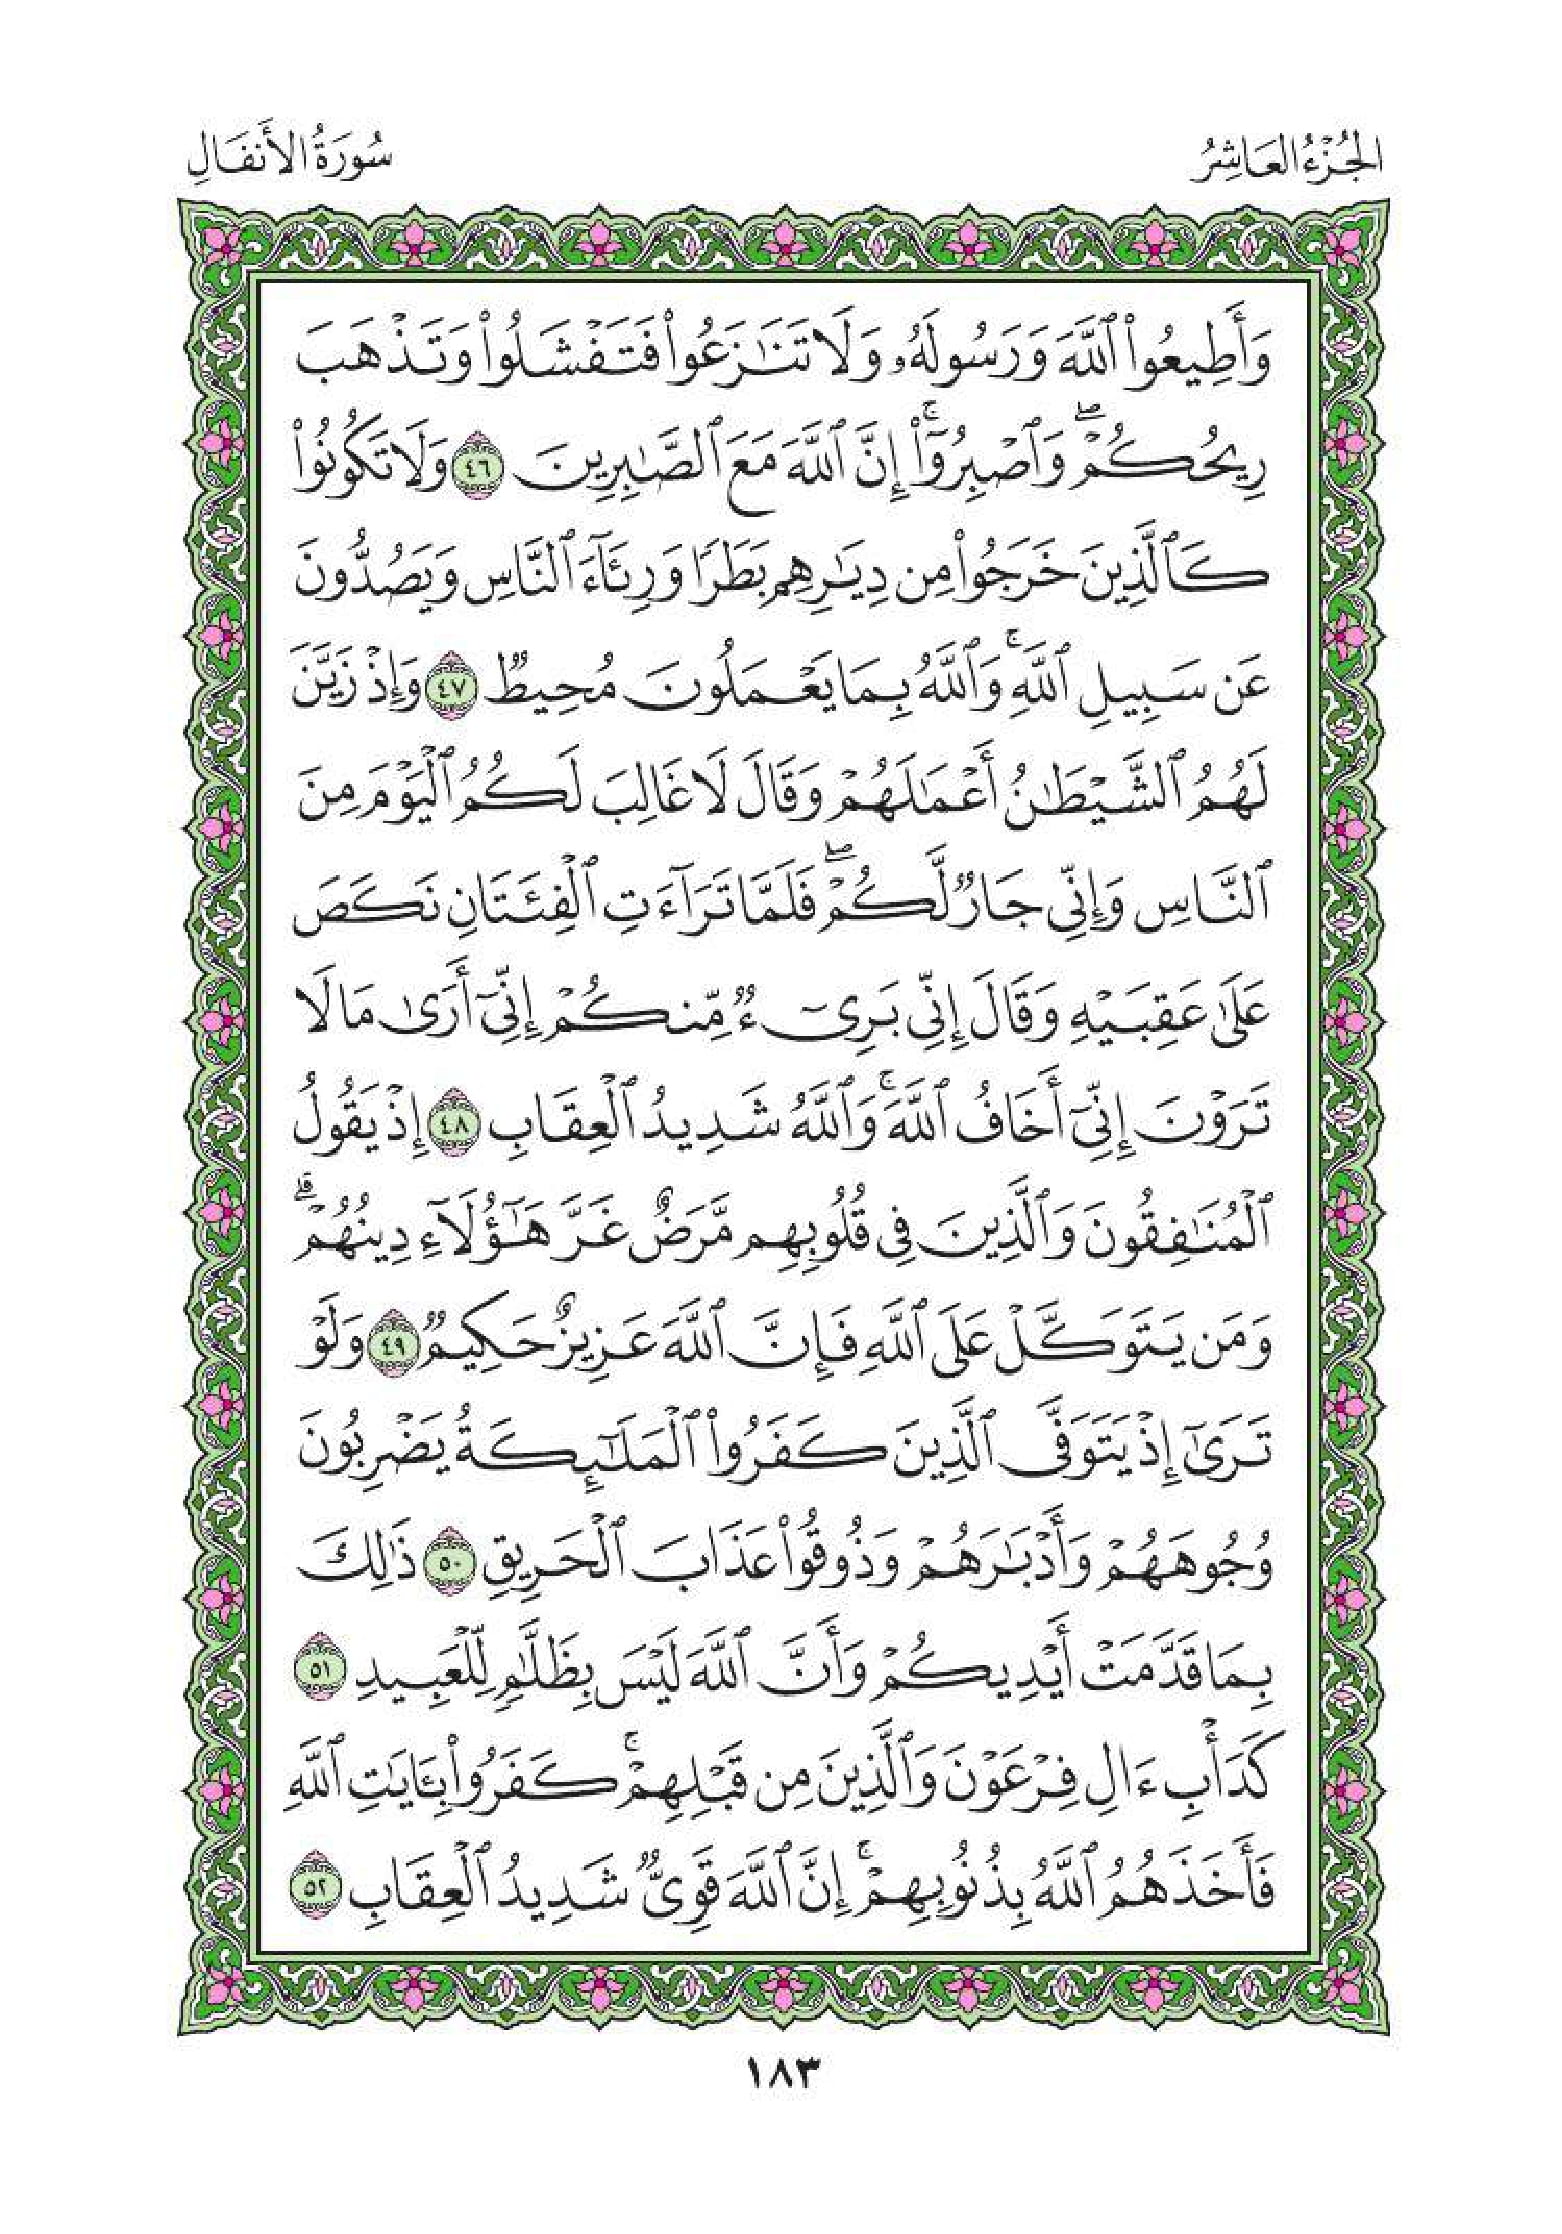 الجُزْءُ العَاشِرُ
سُورَةُ الأَنفَالِ
وَأَطِيعُواْ ٱللَّهَ وَرَسُولَهُۥ وَلَا تَنَٰزَعُواْ فَتَفۡشَلُواْ وَتَذۡهَبَ
رِيحُكُمۡۖ وَٱصۡبِرُوٓاْۚ إِنَّ ٱللَّهَ مَعَ ٱلصَّٰبِرِينَ ٤٦ وَلَا تَكُونُواْ
كَٱلَّذِينَ خَرَجُواْ مِن دِيَٰرِهِم بَطَرٗا وَرِئَآءَ ٱلنَّاسِ وَيَصُدُّونَ
عَن سَبِيلِ ٱللَّهِۚ وَٱللَّهُ بِمَا يَعۡمَلُونَ مُحِيطٞ ٤٧ وَإِذۡ زَيَّنَ
لَهُمُ ٱلشَّيۡطَٰنُ أَعۡمَٰلَهُمۡ وَقَالَ لَا غَالِبَ لَكُمُ ٱلۡيَوۡمَ مِنَ
ٱلنَّاسِ وَإِنِّي جَارٞ لَّكُمۡۖ فَلَمَّا تَرَآءَتِ ٱلۡفِئَتَانِ نَكَصَ
عَلَىٰ عَقِبَيۡهِ وَقَالَ إِنِّي بَرِيٓءٞ مِّنكُمۡ إِنِّيٓ أَرَىٰ مَا لَا
تَرَوۡنَ إِنِّيٓ أَخَافُ ٱللَّهَۚ وَٱللَّهُ شَدِيدُ ٱلۡعِقَابِ ٤٨ إِذۡ يَقُولُ
ٱلۡمُنَٰفِقُونَ وَٱلَّذِينَ فِي قُلُوبِهِم مَّرَضٌ غَرَّ هَٰٓؤُلَآءِ دِينُهُمۡۗ
وَمَن يَتَوَكَّلۡ عَلَى ٱللَّهِ فَإِنَّ ٱللَّهَ عَزِيزٌ حَكِيمٞ ٤٩ وَلَوۡ
تَرَىٰٓ إِذۡ يَتَوَفَّى ٱلَّذِينَ كَفَرُواْ ٱلۡمَلَٰٓئِكَةُ يَضۡرِبُونَ
وُجُوهَهُمۡ وَأَدۡبَٰرَهُمۡ وَذُوقُواْ عَذَابَ ٱلۡحَرِيقِ ٥٠ ذَٰلِكَ
بِمَا قَدَّمَتۡ أَيۡدِيكُمۡ وَأَنَّ ٱللَّهَ لَيۡسَ بِظَلَّٰمٖ لِّلۡعَبِيدِ ٥١
كَدَأۡبِ ءَالِ فِرۡعَوۡنَ وَٱلَّذِينَ مِن قَبۡلِهِمۡۚ كَفَرُواْ بِـَٔايَٰتِ ٱللَّهِ
فَأَخَذَهُمُ ٱللَّهُ بِذُنُوبِهِمۡۚ إِنَّ ٱللَّهَ قَوِيّٞ شَدِيدُ ٱلۡعِقَابِ ٥٢
١٨٣